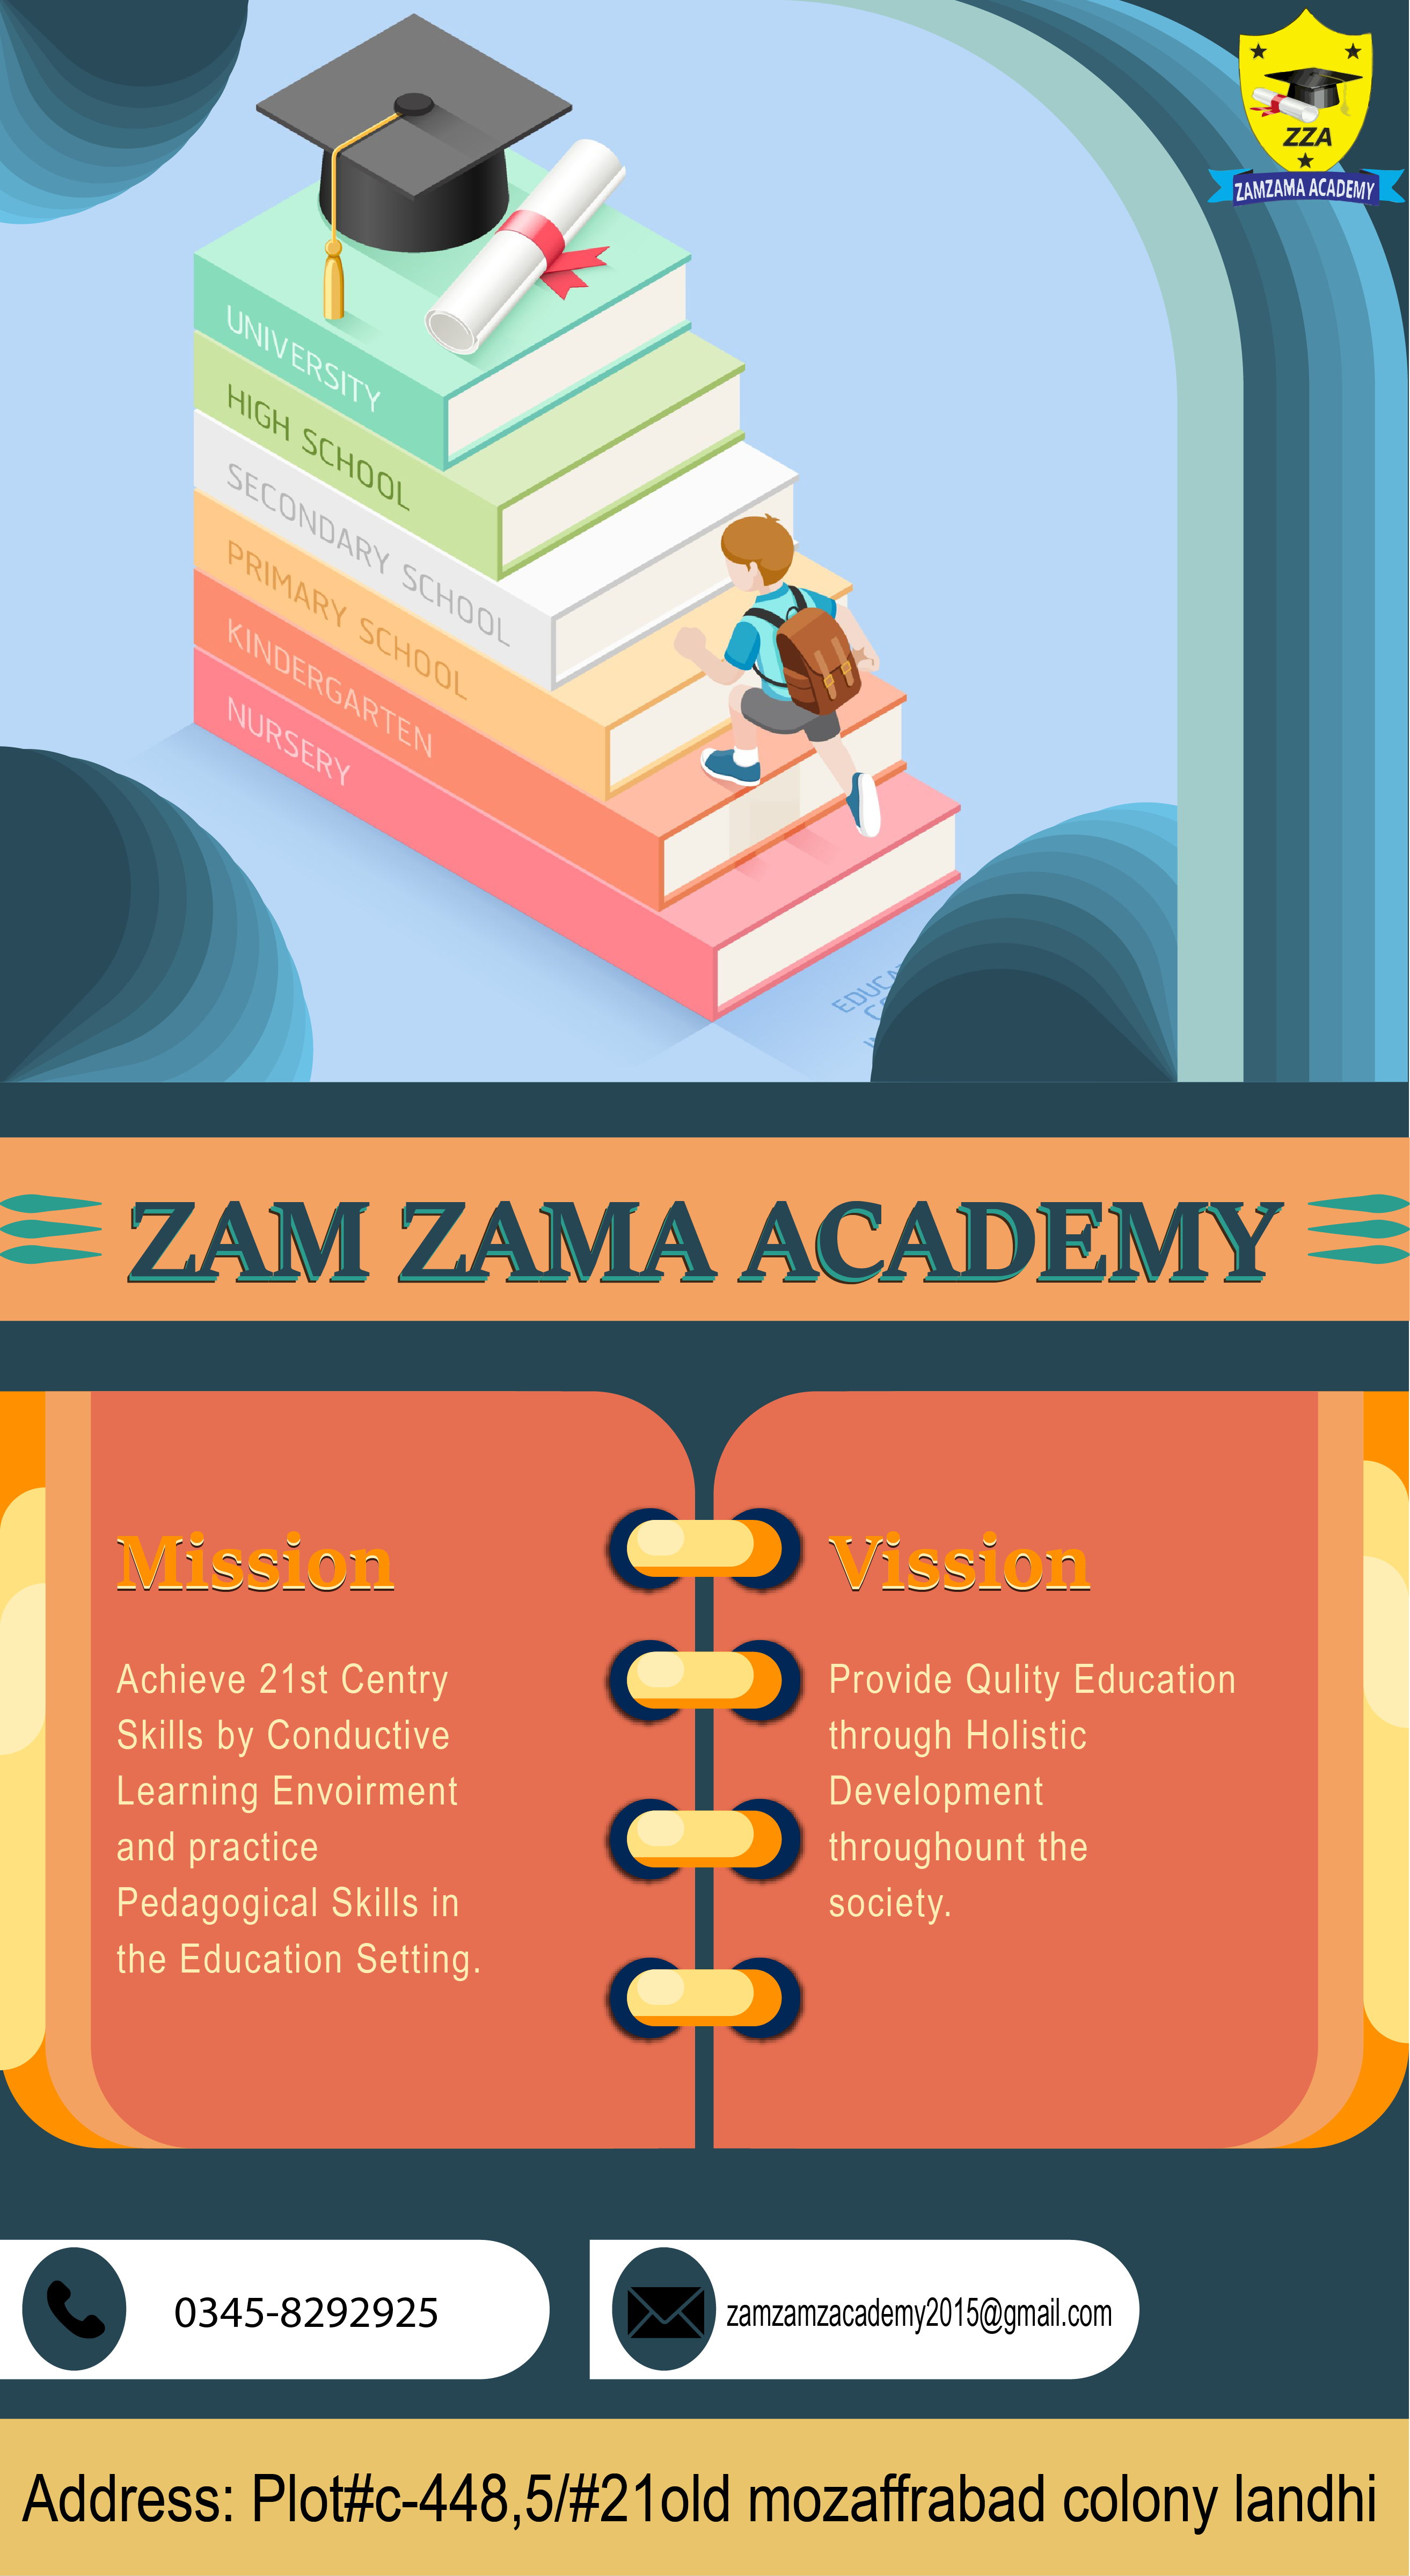 ZZA
ZAMZAMA ACADEMY
UNIVERSITY
HIGH SCHOOL
SECONDARY SCHOOL
PRIMARY SCHOOL
KINDERGARTEN
NURSERY
ZAM ZAMA ACADEMY
Mission
Achieve 21st Centry
Skills by Conductive
Learning Envoirment
and practice
Pedagogical Skills in
the Education Setting.
Vission
Provide Qulity Education
through Holistic
Development
throughount the
society.
0345-8292925
zamzamzacademy2015@gmail.com
Address: Plot#c-448,5/#21old mozaffrabad colony landhi